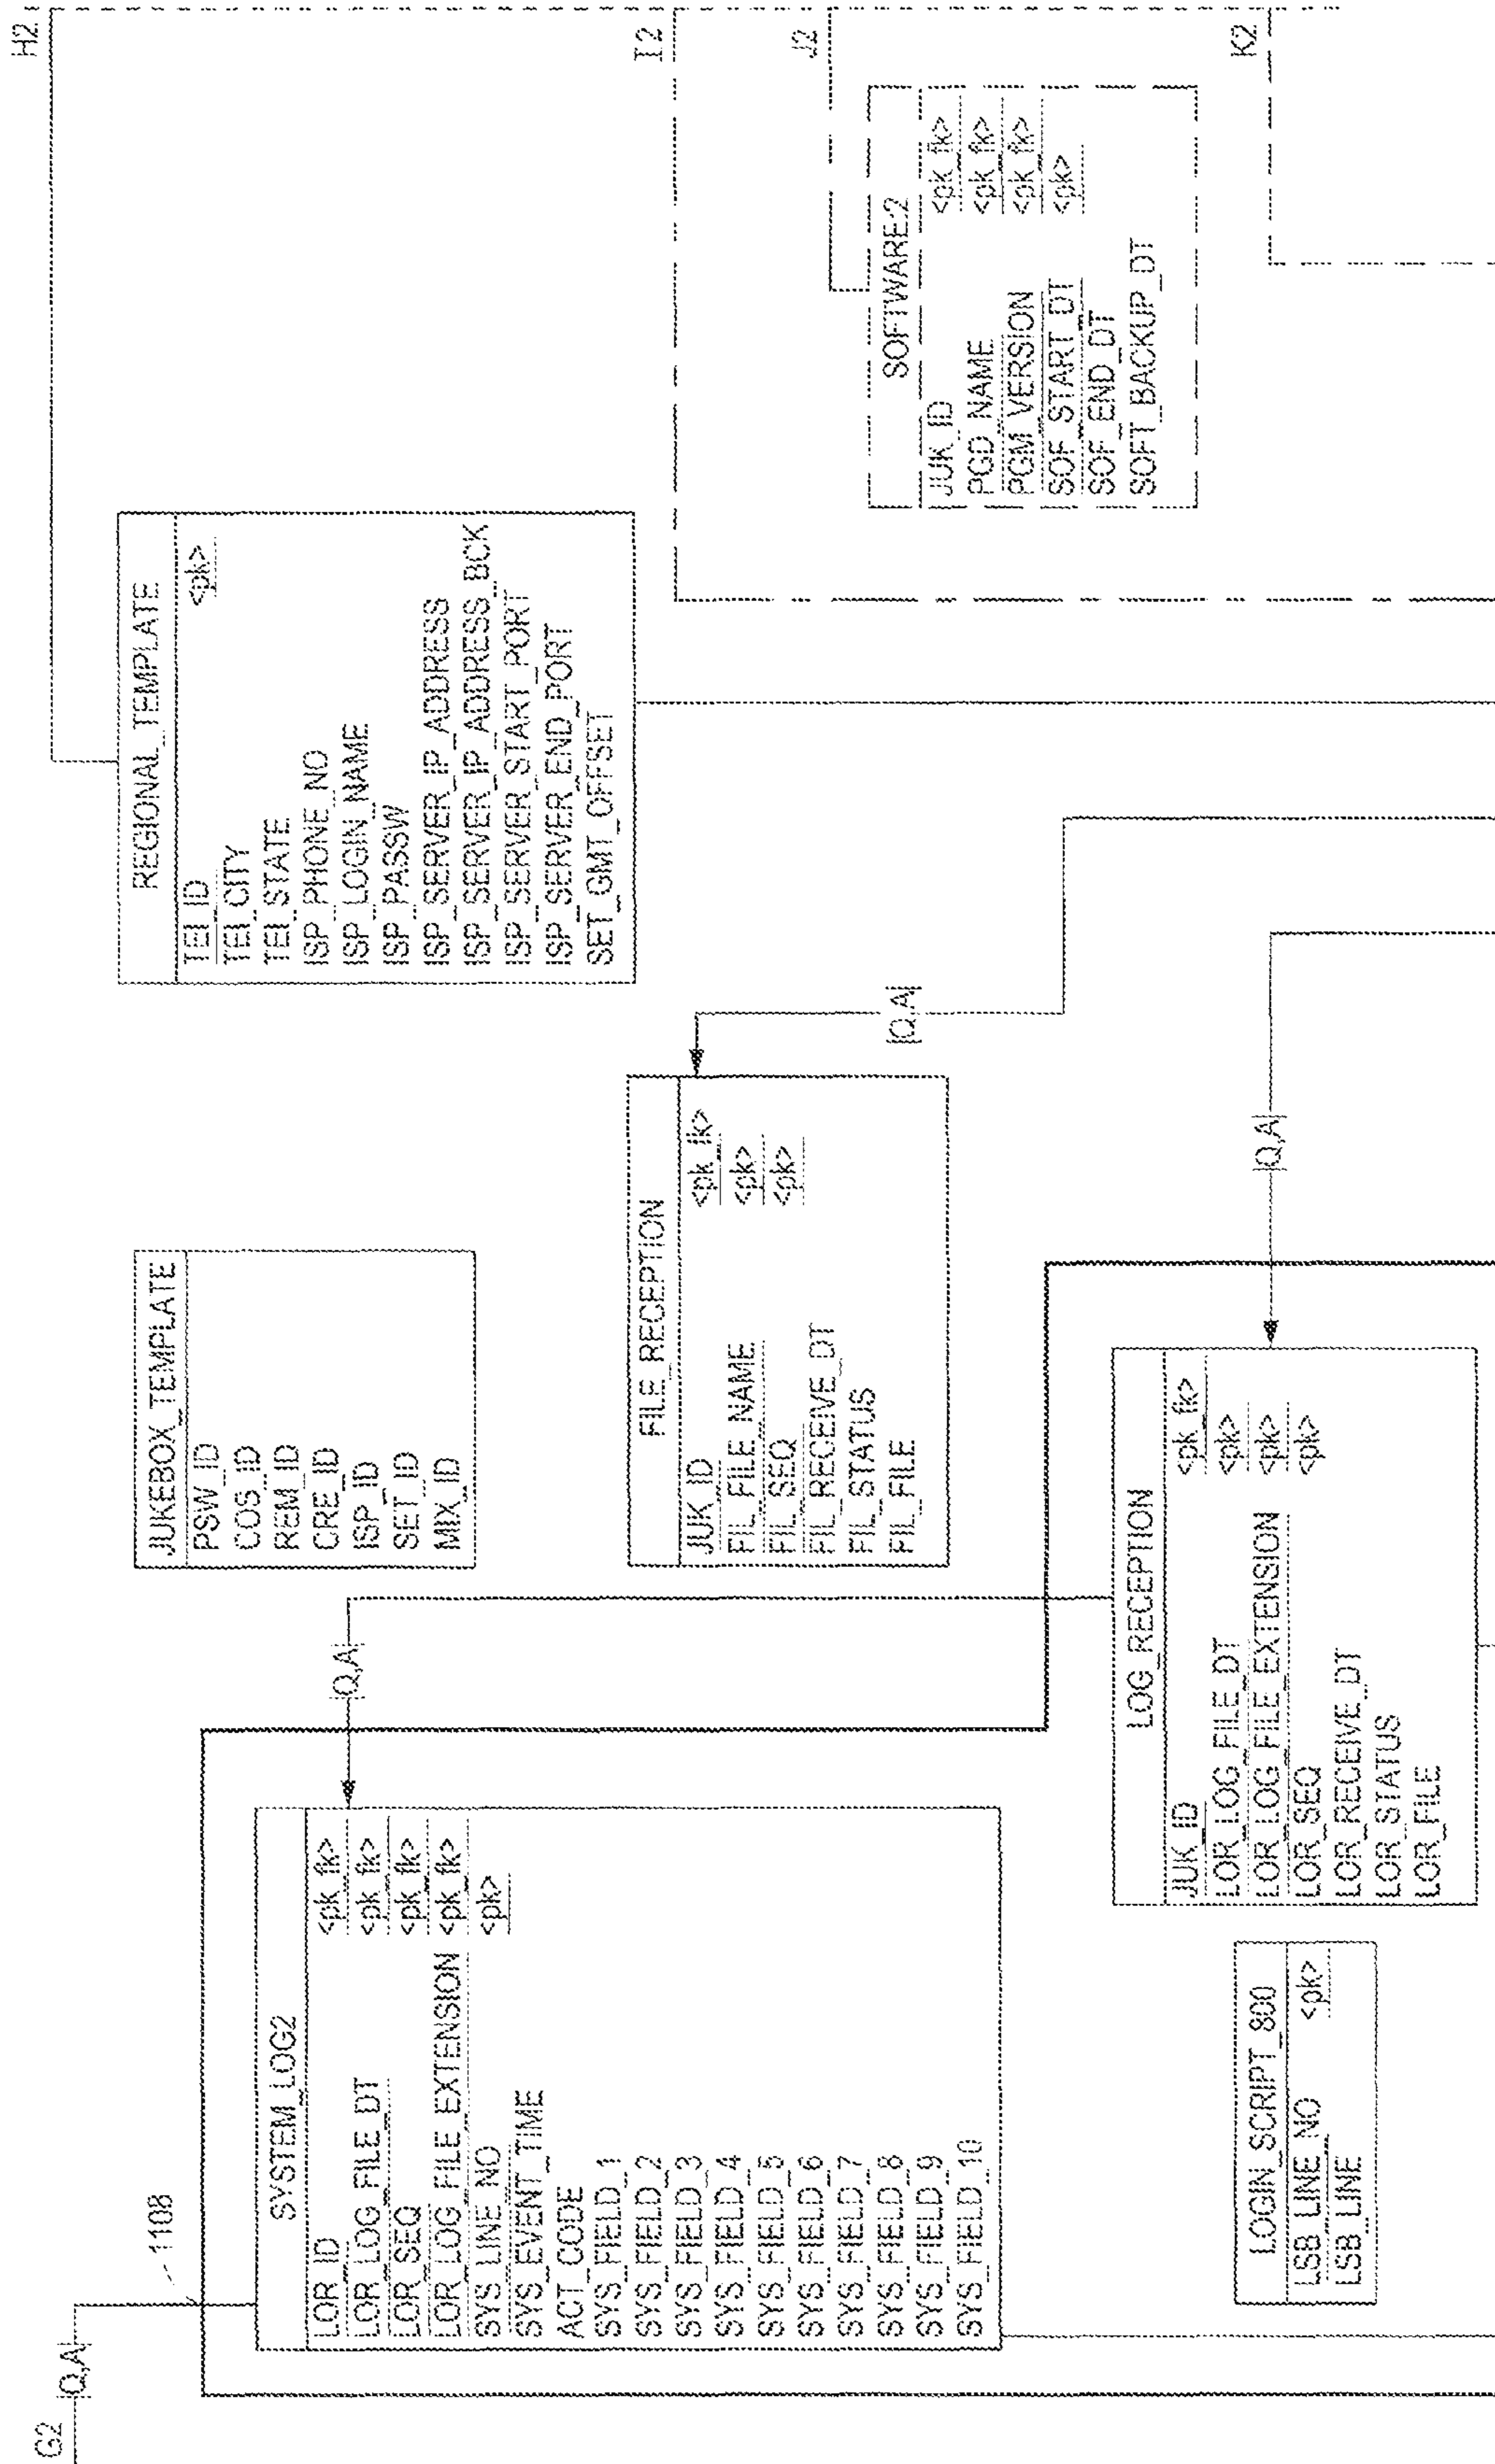 G2
|Q,A|
1108
SYSTEM_LOG2
LOR_ID <pk_fk>
LOR_LOG_FILE_DT <pk_fk>
LOR_SEQ <pk_fk>
LOR_LOG_FILE_EXTENSION <pk_fk>
SYS_LINE_NO <pk>
SYS_EVENT_TIME
ACT_CODE
SYS_FIELD_1
SYS_FIELD_2
SYS_FIELD_3
SYS_FIELD_4
SYS_FIELD_5
SYS_FIELD_6
SYS_FIELD_7
SYS_FIELD_8
SYS_FIELD_9
SYS_FIELD_10
|Q,A|
JUKEBOX_TEMPLATE
PSW_ID
COS_ID
REM_ID
CRE_ID
ISP_ID
SET_ID
MIX_ID
REGIONAL_TEMPLATE
TEI_ID <pk>
TEI_CITY
TEI_STATE
ISP_PHONE_NO
ISP_LOGIN_NAME
ISP_PASSW
ISP_SERVER_IP_ADDRESS
ISP_SERVER_IP_ADDRESS_BCK
ISP_SERVER_START_PORT
ISP_SERVER_END_PORT
SET_GMT_OFFSET
H2
FILE_RECEPTION
JUK_ID <pk_fk>
FIL_FILE_NAME <pk>
FIL_SEQ <pk>
FIL_RECEIVE_DT
FIL_STATUS
FIL_FILE
|Q,A|
I2
J2
SOFTWARE:2
JUK_ID <pk_fk>
PGD_NAME <pk_fk>
PGM_VERSION <pk_fk>
SOF_START_DT <pk>
SOF_END_DT
SOFT_BACKUP_DT
K2
LOGIN_SCRIPT_800
LSB_LINE_NO <pk>
LSB_LINE
LOG_RECEPTION
JUK_ID <pk_fk>
LOR_LOG_FILE_DT <pk>
LOR_LOG_FILE_EXTENSION <pk>
LOR_SEQ <pk>
LOR_RECEIVE_DT
LOR_STATUS
LOR_FILE
|Q,A|